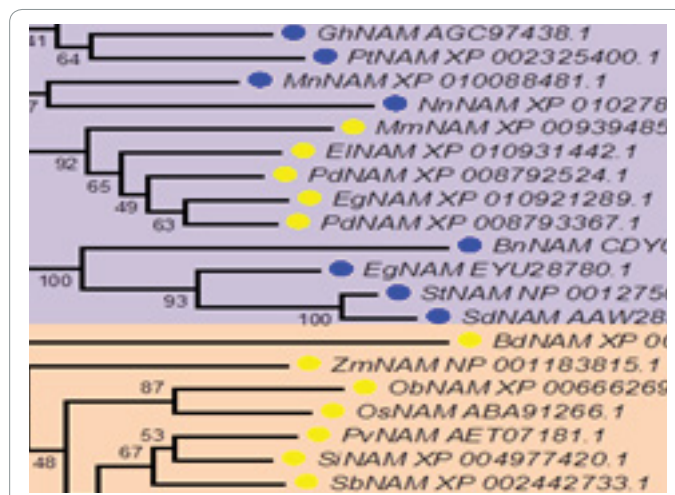 41
GhNAM AGC97438.1
64
PtNAM XP 002325400.1
MnNAM XP 010088481.1
7
NnNAM XP 010278
MmNAM XP 00939485
92
ElNAM XP 010931442.1
65
PdNAM XP 008792524.1
49
EgNAM XP 010921289.1
63
PdNAM XP 008793367.1
BnNAM CDY0
100
EgNAM EYU28780.1
93
StNAM NP 0012750
100
SdNAM AAW28
BdNAM XP 00
ZmNAM NP 001183815.1
87
ObNAM XP 00666269
OsNAM ABA91266.1
53
PvNAM AET07181.1
48
67
SiNAM XP 004977420.1
SbNAM XP 002442733.1